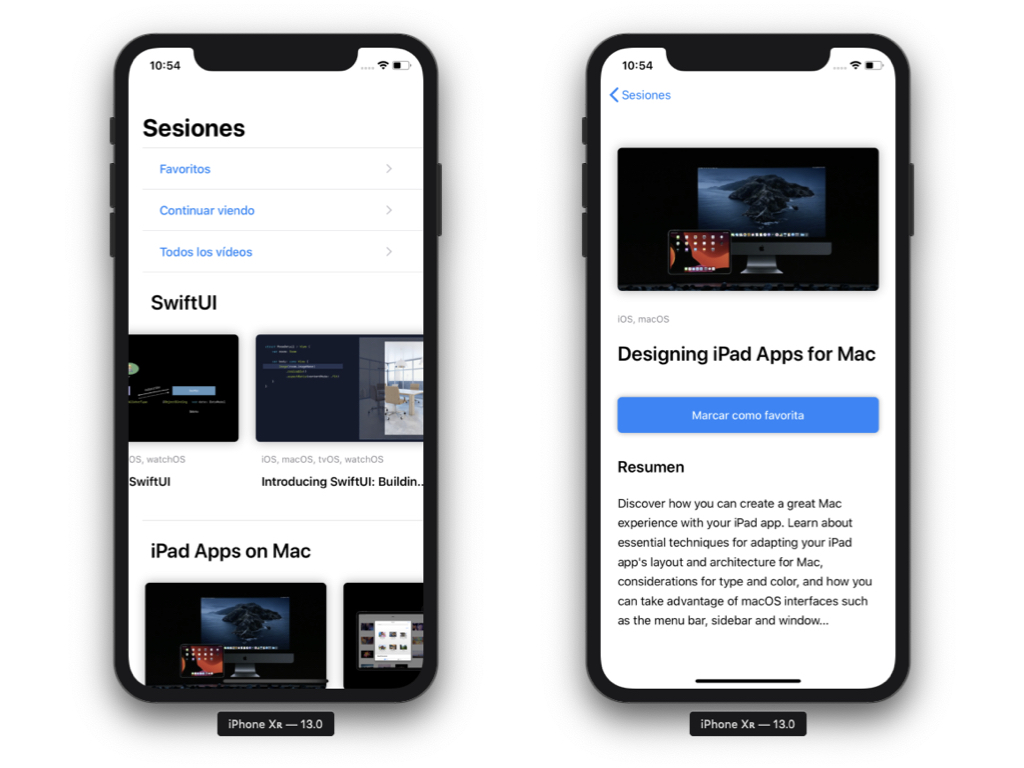 10:54
Sesiones
Favoritos
Continuar viendo
Todos los vídeos
SwiftUI
OS, watchOS
iOS, macOS, tvOS, watchOS
SwiftUI
Introducing SwiftUI: Buildin...
iPad Apps on Mac
iPhone XR — 13.0
10:54
Sesiones
iOS, macOS
Designing iPad Apps for Mac
Marcar como favorita
Resumen
Discover how you can create a great Mac
experience with your iPad app. Learn about
essential techniques for adapting your iPad
app's layout and architecture for Mac,
considerations for type and color, and how you
can take advantage of macOS interfaces such
as the menu bar, sidebar and window...
iPhone XR — 13.0